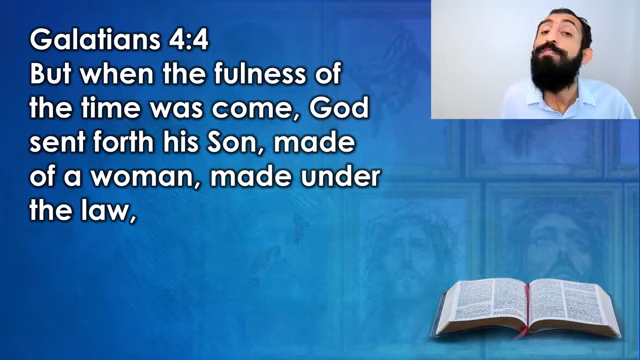 Galatians 4:4
But when the fulness of
the time was come, God
sent forth his Son, made
of a woman, made under
the law,